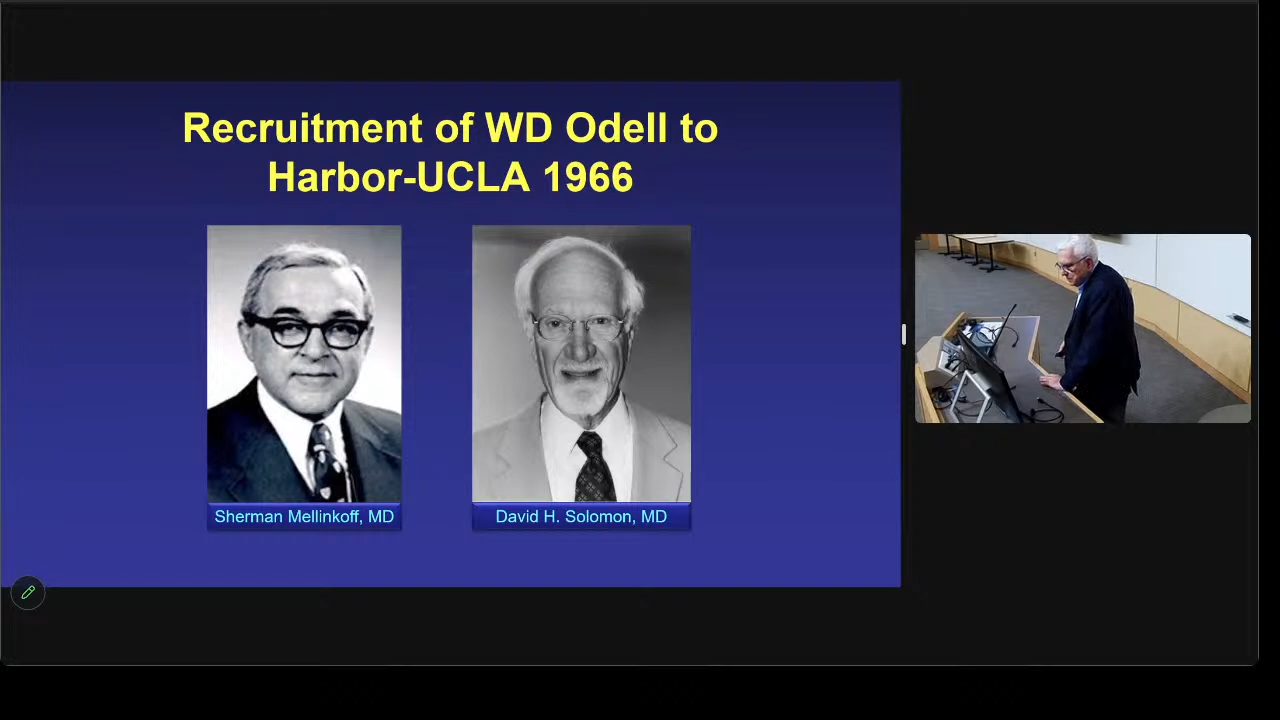 Recruitment of WD Odell to
Harbor-UCLA 1966
Sherman Mellinkoff, MD
David H. Solomon, MD